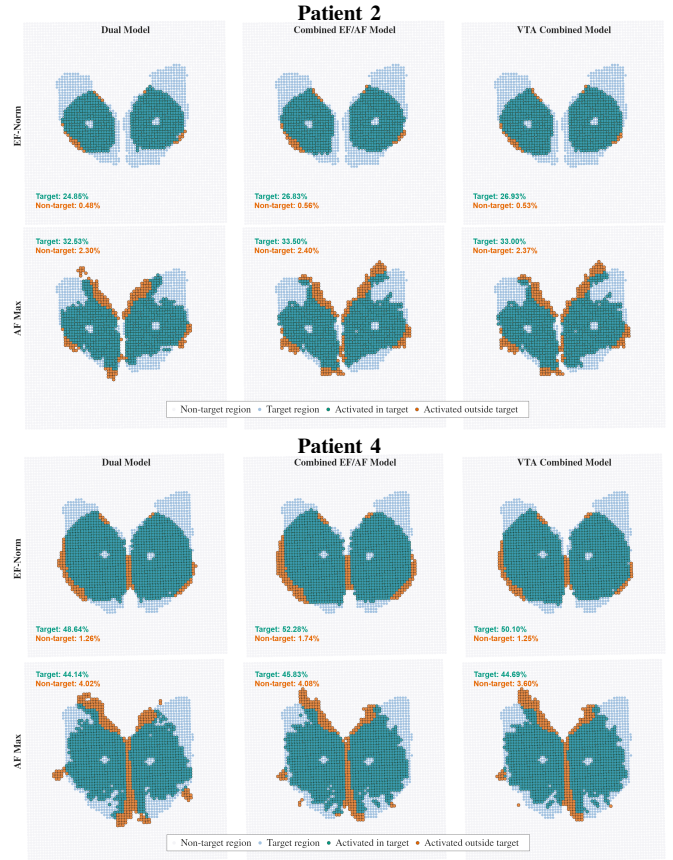 Patient 2
Dual Model
Combined EF/AF Model
VTA Combined Model
EF-Norm
Target: 24.85%
Non-target: 0.48%
Target: 26.83%
Non-target: 0.56%
Target: 26.93%
Non-target: 0.53%
AF Max
Target: 32.53%
Non-target: 2.30%
Target: 33.50%
Non-target: 2.40%
Target: 33.00%
Non-target: 2.37%
Non-target region Target region Activated in target Activated outside target
Patient 4
Dual Model
Combined EF/AF Model
VTA Combined Model
EF-Norm
Target: 48.64%
Non-target: 1.26%
Target: 52.28%
Non-target: 1.74%
Target: 50.10%
Non-target: 1.25%
AF Max
Target: 44.14%
Non-target: 4.02%
Target: 45.83%
Non-target: 4.08%
Target: 44.69%
Non-target: 3.60%
Non-target region Target region Activated in target Activated outside target